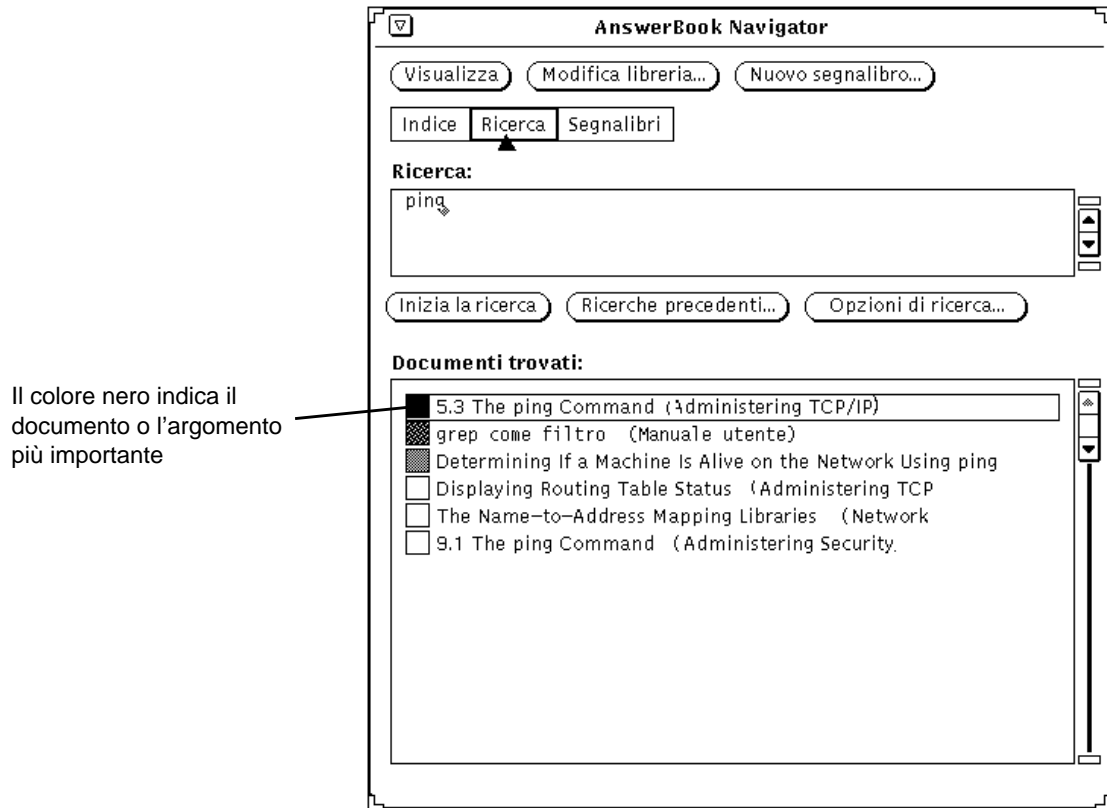 AnswerBook Navigator
Visualizza
Modifica libreria...
Nuovo segnalibro...
Indice
Ricerca
Segnalibri
Ricerca:
ping
Inizia la ricerca
Ricerche precedenti...
Opzioni di ricerca...
Documenti trovati:
Il colore nero indica il
documento o l'argomento
più importante
5.3 The ping Command (Administering TCP/IP)
grep come filtro (Manuale utente)
Determining If a Machine Is Alive on the Network Using ping
Displaying Routing Table Status (Administering TCP
The Name-to-Address Mapping Libraries (Network
9.1 The ping Command (Administering Security